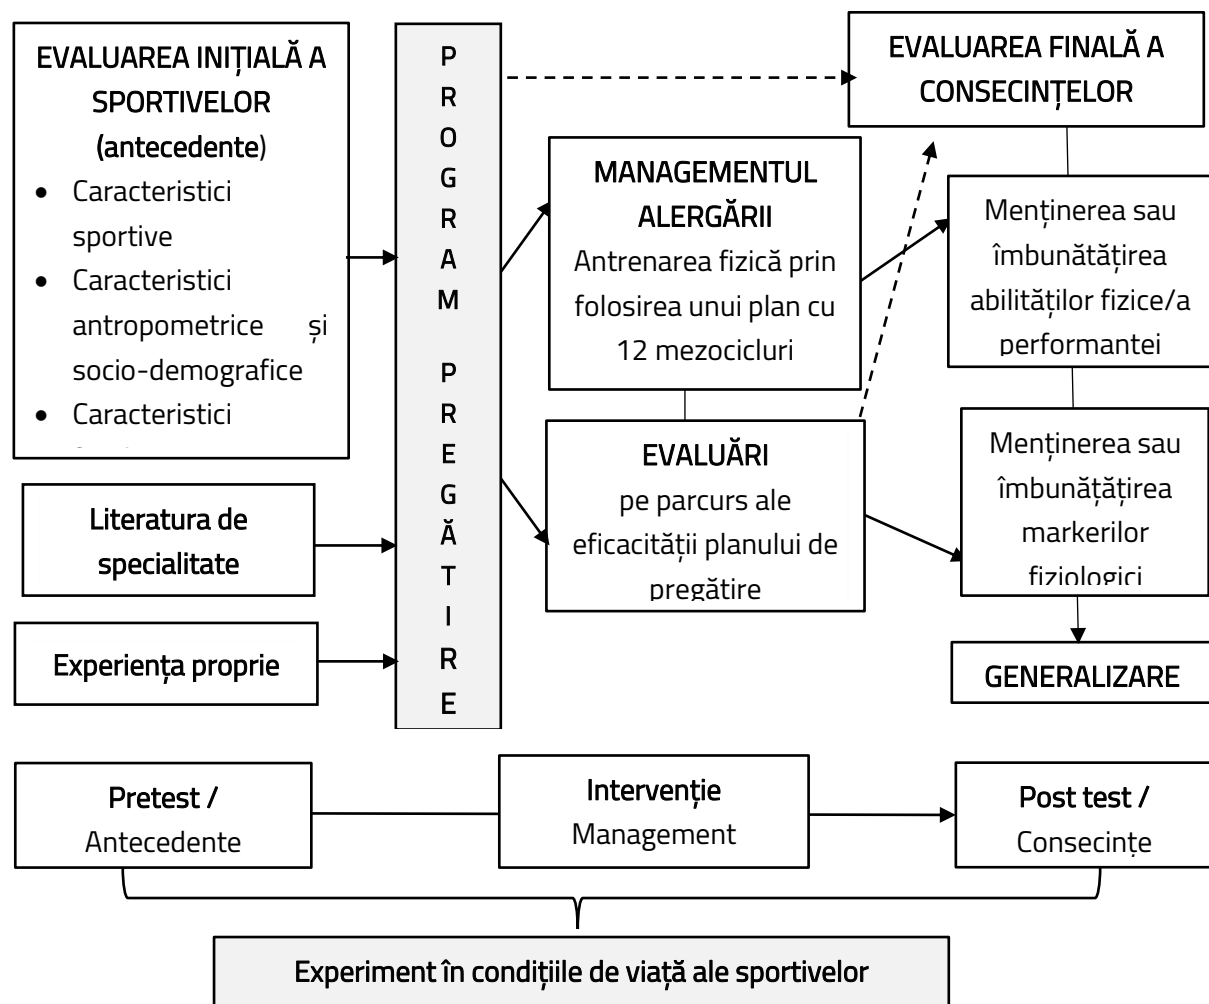 EVALUAREA INIȚIALĂ A
SPORTIVELOR
(antecedente)
• Caracteristici
sportive
• Caracteristici
antropometrice și
socio-demografice
• Caracteristici
Literatura de
specialitate
Experiența proprie
P
R
O
G
R
A
M
P
R
E
G
Ă
T
I
R
E
MANAGEMENTUL
ALERGĂRII
Antrenarea fizică prin
folosirea unui plan cu
12 mezocicluri
EVALUĂRI
pe parcurs ale
eficacității planului de
pregătire
EVALUAREA FINALĂ A
CONSECINȚELOR
Menținerea sau
îmbunătățirea
abilităților fizice/a
performanței
Menținerea sau
îmbunățățirea
markerilor
fiziologici
GENERALIZARE
Pretest /
Antecedente
Intervenție
Management
Post test /
Consecințe
Experiment în condițiile de viață ale sportivelor